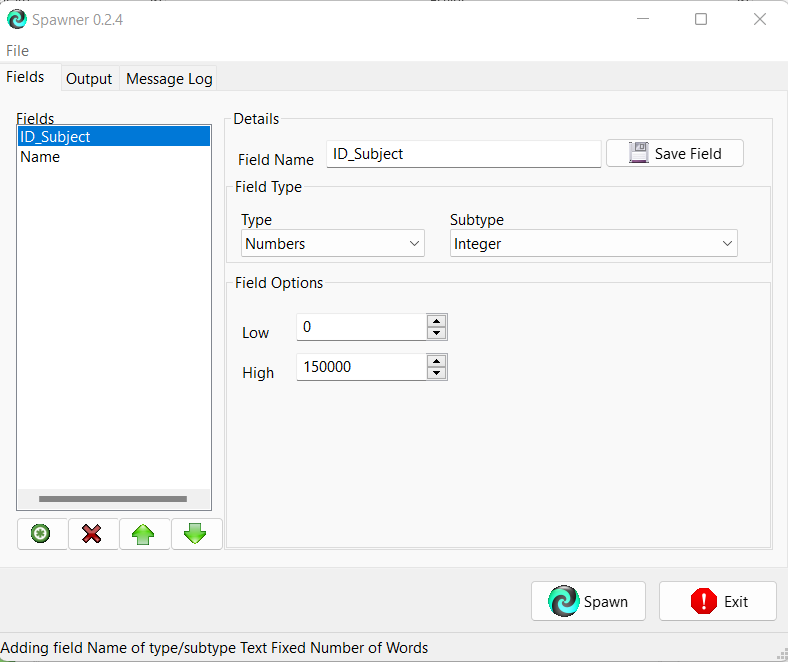 Spawner 0.2.4
File
Fields Output Message Log
Fields
ID_Subject
Name
Details
Field Name ID_Subject Save Field
Field Type
Type Subtype
Numbers Integer
Field Options
Low 0
High 150000
Spawn Exit
Adding field Name of type/subtype Text Fixed Number of Words